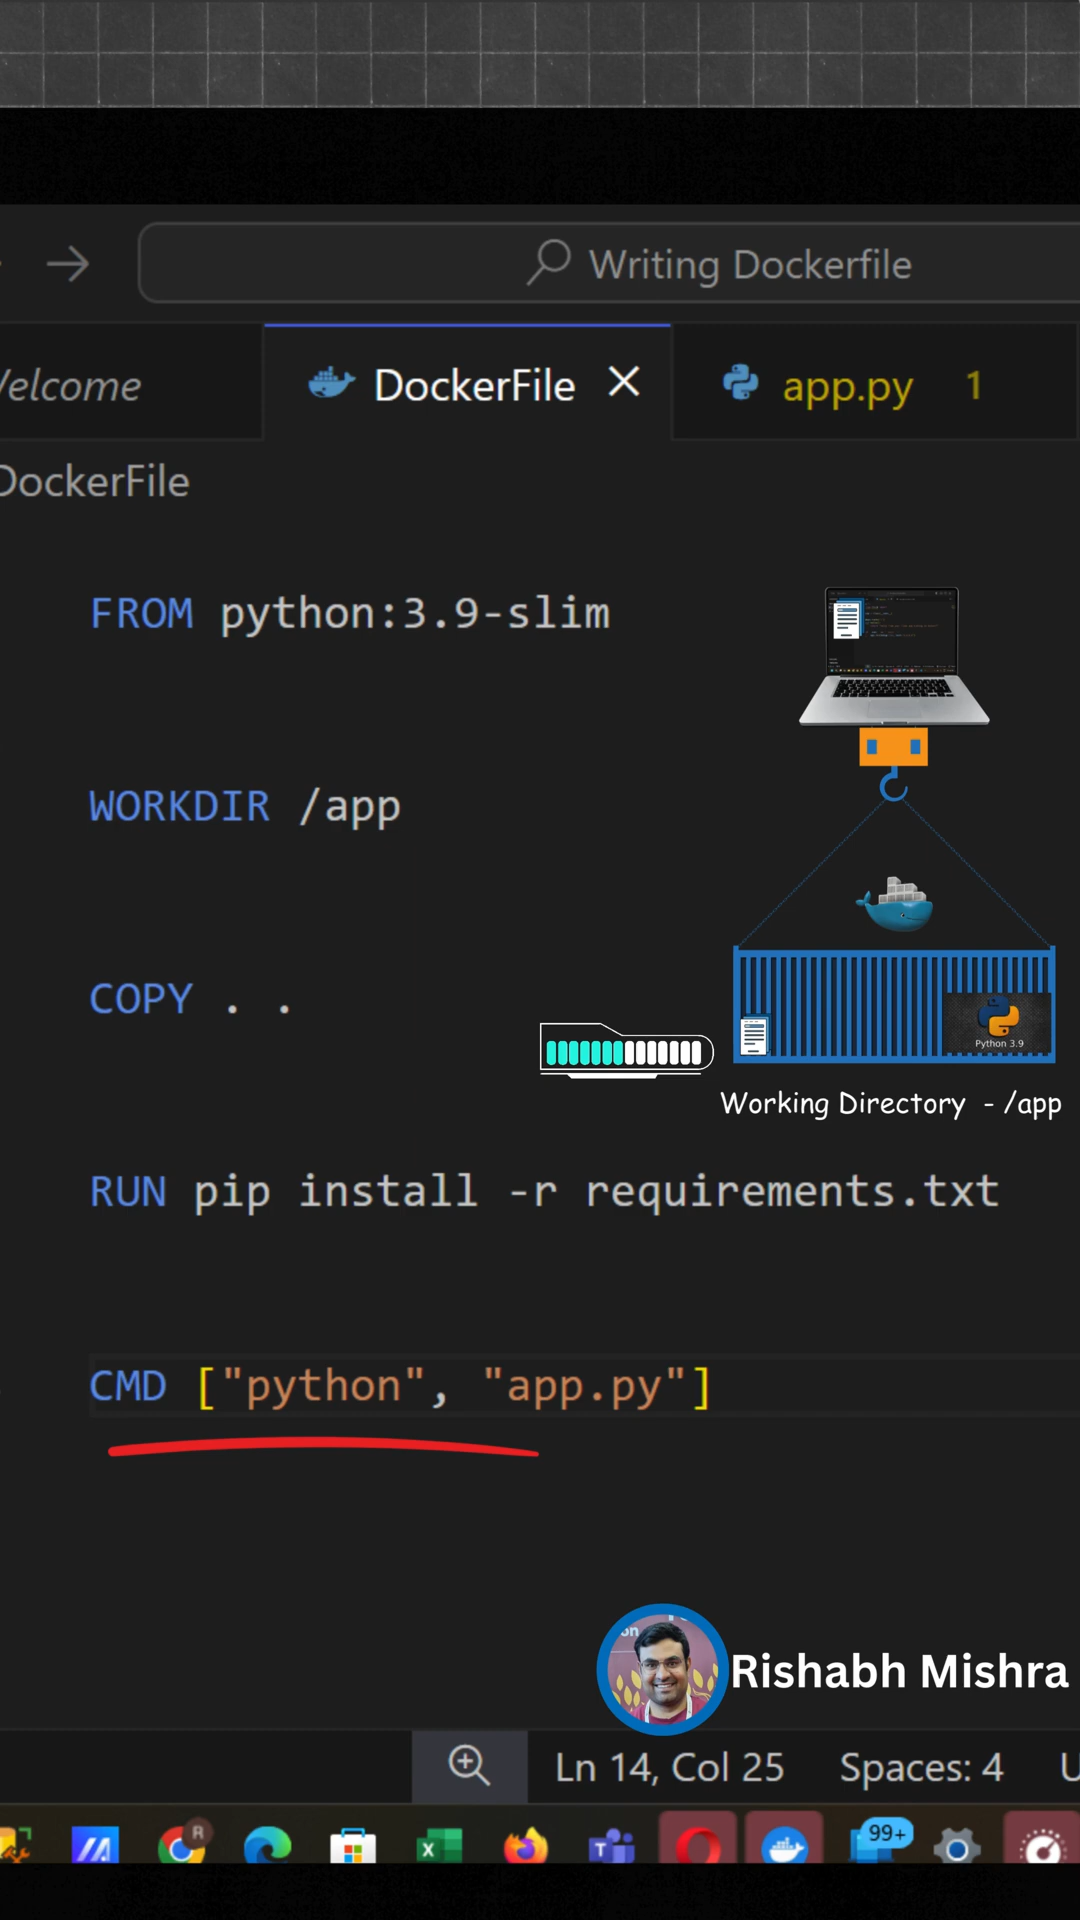 Writing Dockerfile
Welcome
DockerFile
app.py 1
DockerFile
FROM python:3.9-slim
WORKDIR /app
COPY . .
Python 3.9
Working Directory - /app
RUN pip install -r requirements.txt
CMD ["python", "app.py"]
on
Rishabh Mishra
Ln 14, Col 25
Spaces: 4
R
99+